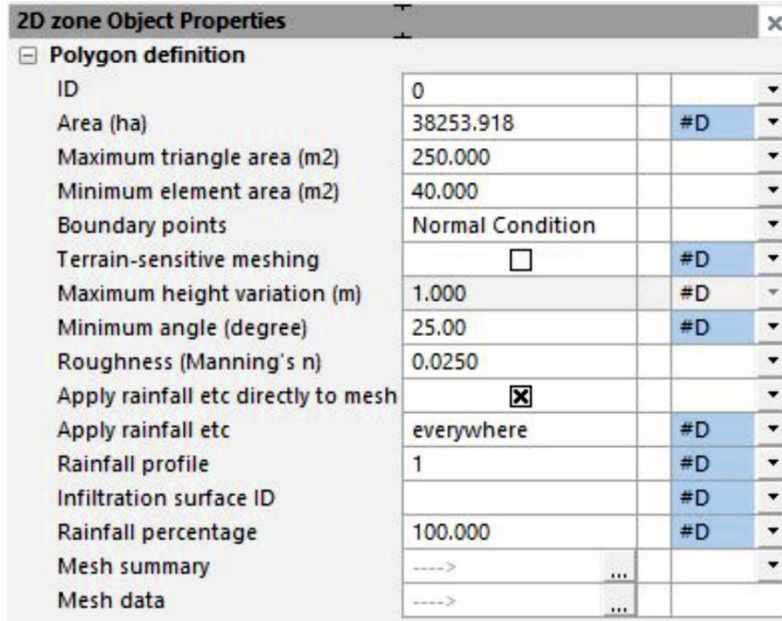 2D zone Object Properties
Polygon definition
ID 0
Area (ha) 38253.918 #D
Maximum triangle area (m2) 250.000
Minimum element area (m2) 40.000
Boundary points Normal Condition
Terrain-sensitive meshing #D
Maximum height variation (m) 1.000 #D
Minimum angle (degree) 25.00 #D
Roughness (Manning's n) 0.0250
Apply rainfall etc directly to mesh
Apply rainfall etc everywhere #D
Rainfall profile 1 #D
Infiltration surface ID #D
Rainfall percentage 100.000 #D
Mesh summary ----> ...
Mesh data ----> ...